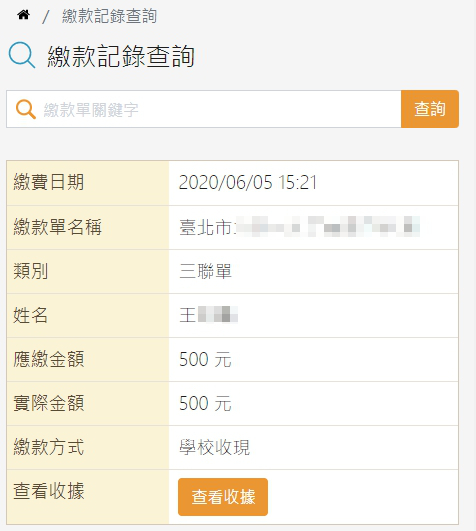 / 繳款記錄查詢
繳款記錄查詢
繳款單關鍵字 查詢
繳費日期 2020/06/05 15:21
繳款單名稱 臺北市
類別 三聯單
姓名 王
應繳金額 500 元
實際金額 500 元
繳款方式 學校收現
查看收據 查看收據